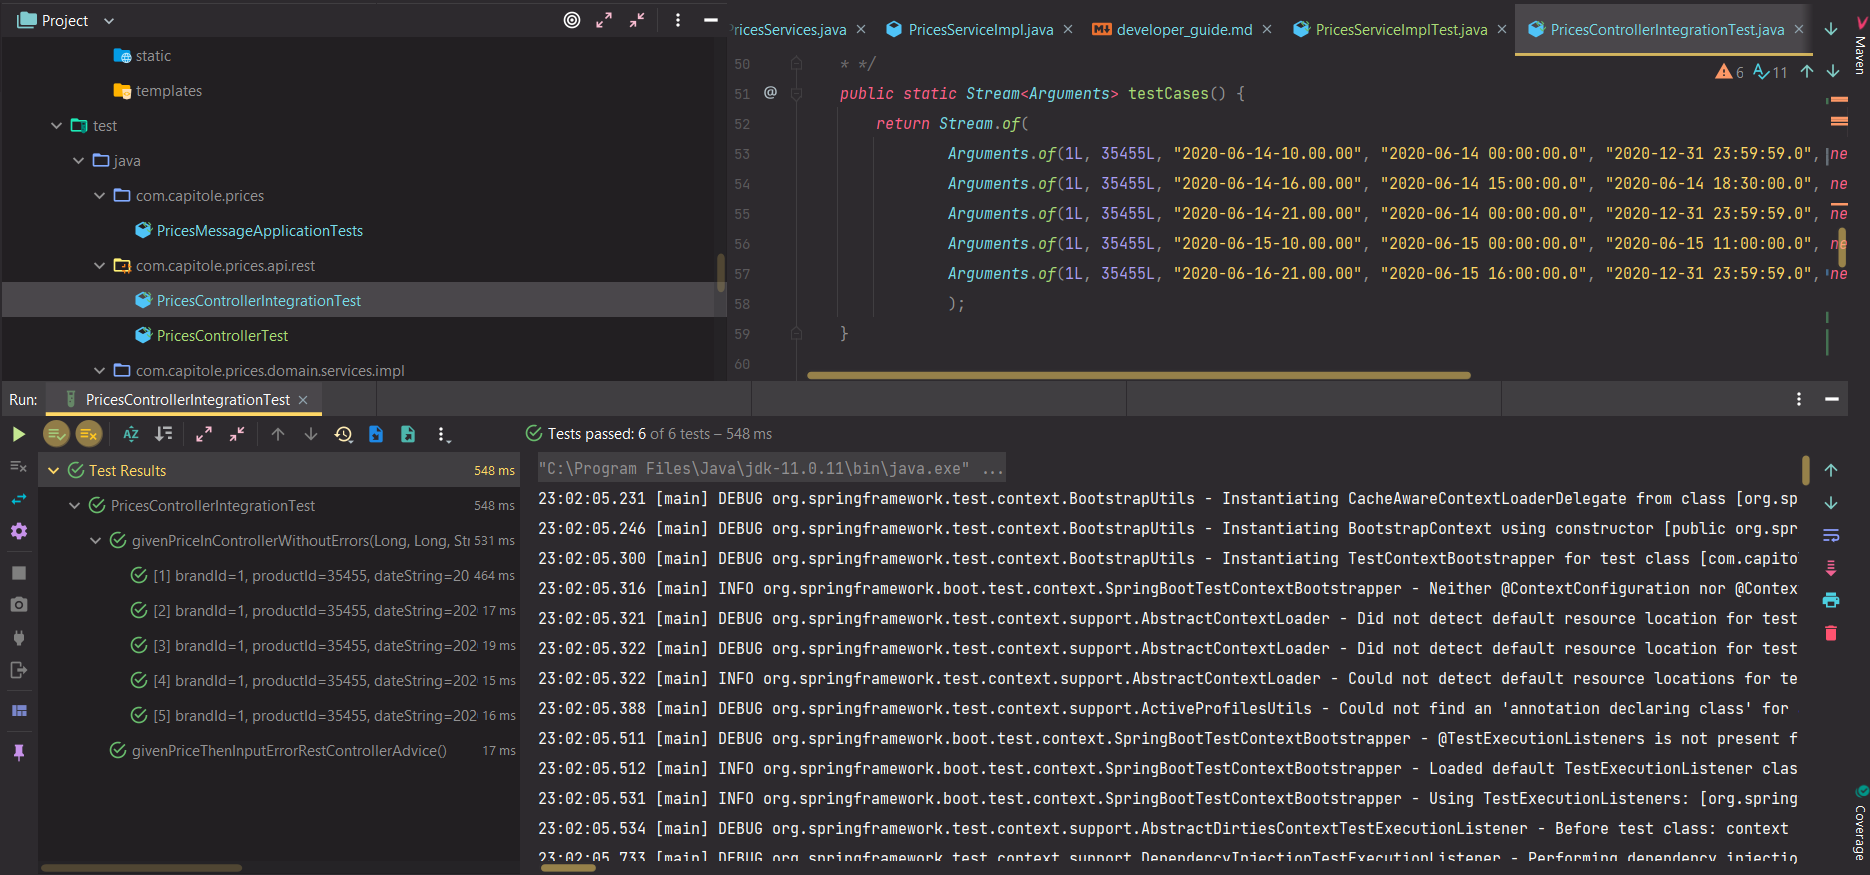 Project
static
templates
test
java
com.capitole.prices
PricesMessageApplicationTests
com.capitole.prices.api.rest
PricesControllerIntegrationTest
PricesControllerTest
com.capitole.prices.domain.services.impl
PricesServices.java
PricesServiceImpl.java
developer_guide.md
PricesServiceImplTest.java
PricesControllerIntegrationTest.java
Maven
6 11
50 * */
51 @ public static Stream<Arguments> testCases() {
52 return Stream.of(
53 Arguments.of(1L, 35455L, "2020-06-14-10.00.00", "2020-06-14 00:00:00.0", "2020-12-31 23:59:59.0", ne
54 Arguments.of(1L, 35455L, "2020-06-14-16.00.00", "2020-06-14 15:00:00.0", "2020-06-14 18:30:00.0", ne
55 Arguments.of(1L, 35455L, "2020-06-14-21.00.00", "2020-06-14 00:00:00.0", "2020-12-31 23:59:59.0", ne
56 Arguments.of(1L, 35455L, "2020-06-15-10.00.00", "2020-06-15 00:00:00.0", "2020-06-15 11:00:00.0", ne
57 Arguments.of(1L, 35455L, "2020-06-16-21.00.00", "2020-06-15 16:00:00.0", "2020-12-31 23:59:59.0", ne
58 );
59 }
60
Run: PricesControllerIntegrationTest
Tests passed: 6 of 6 tests – 548 ms
Test Results 548 ms
PricesControllerIntegrationTest 548 ms
givenPriceInControllerWithoutErrors(Long, Long, Str 531 ms
[1] brandId=1, productId=35455, dateString=20 464 ms
[2] brandId=1, productId=35455, dateString=202 17 ms
[3] brandId=1, productId=35455, dateString=202 19 ms
[4] brandId=1, productId=35455, dateString=202 15 ms
[5] brandId=1, productId=35455, dateString=202 16 ms
givenPriceThenInputErrorRestControllerAdvice() 17 ms
"C:\Program Files\Java\jdk-11.0.11\bin\java.exe" ...
23:02:05.231 [main] DEBUG org.springframework.test.context.BootstrapUtils - Instantiating CacheAwareContextLoaderDelegate from class [org.sp
23:02:05.246 [main] DEBUG org.springframework.test.context.BootstrapUtils - Instantiating BootstrapContext using constructor [public org.spr
23:02:05.300 [main] DEBUG org.springframework.test.context.BootstrapUtils - Instantiating TestContextBootstrapper for test class [com.capito
23:02:05.316 [main] INFO org.springframework.boot.test.context.SpringBootTestContextBootstrapper - Neither @ContextConfiguration nor @Contex
23:02:05.321 [main] DEBUG org.springframework.test.context.support.AbstractContextLoader - Did not detect default resource location for test
23:02:05.322 [main] DEBUG org.springframework.test.context.support.AbstractContextLoader - Did not detect default resource location for test
23:02:05.322 [main] INFO org.springframework.test.context.support.AbstractContextLoader - Could not detect default resource locations for te
23:02:05.388 [main] DEBUG org.springframework.test.context.support.ActiveProfilesUtils - Could not find an 'annotation declaring class' for
23:02:05.511 [main] DEBUG org.springframework.boot.test.context.SpringBootTestContextBootstrapper - @TestExecutionListeners is not present f
23:02:05.512 [main] INFO org.springframework.boot.test.context.SpringBootTestContextBootstrapper - Loaded default TestExecutionListener clas
23:02:05.531 [main] INFO org.springframework.boot.test.context.SpringBootTestContextBootstrapper - Using TestExecutionListeners: [org.spring
23:02:05.534 [main] DEBUG org.springframework.test.context.support.AbstractDirtiesContextTestExecutionListener - Before test class: context
23:02:05.733 [main] DEBUG org.springframework.test.context.support.DependencyInjectionTestExecutionListener - Performing dependency injectio
Coverage